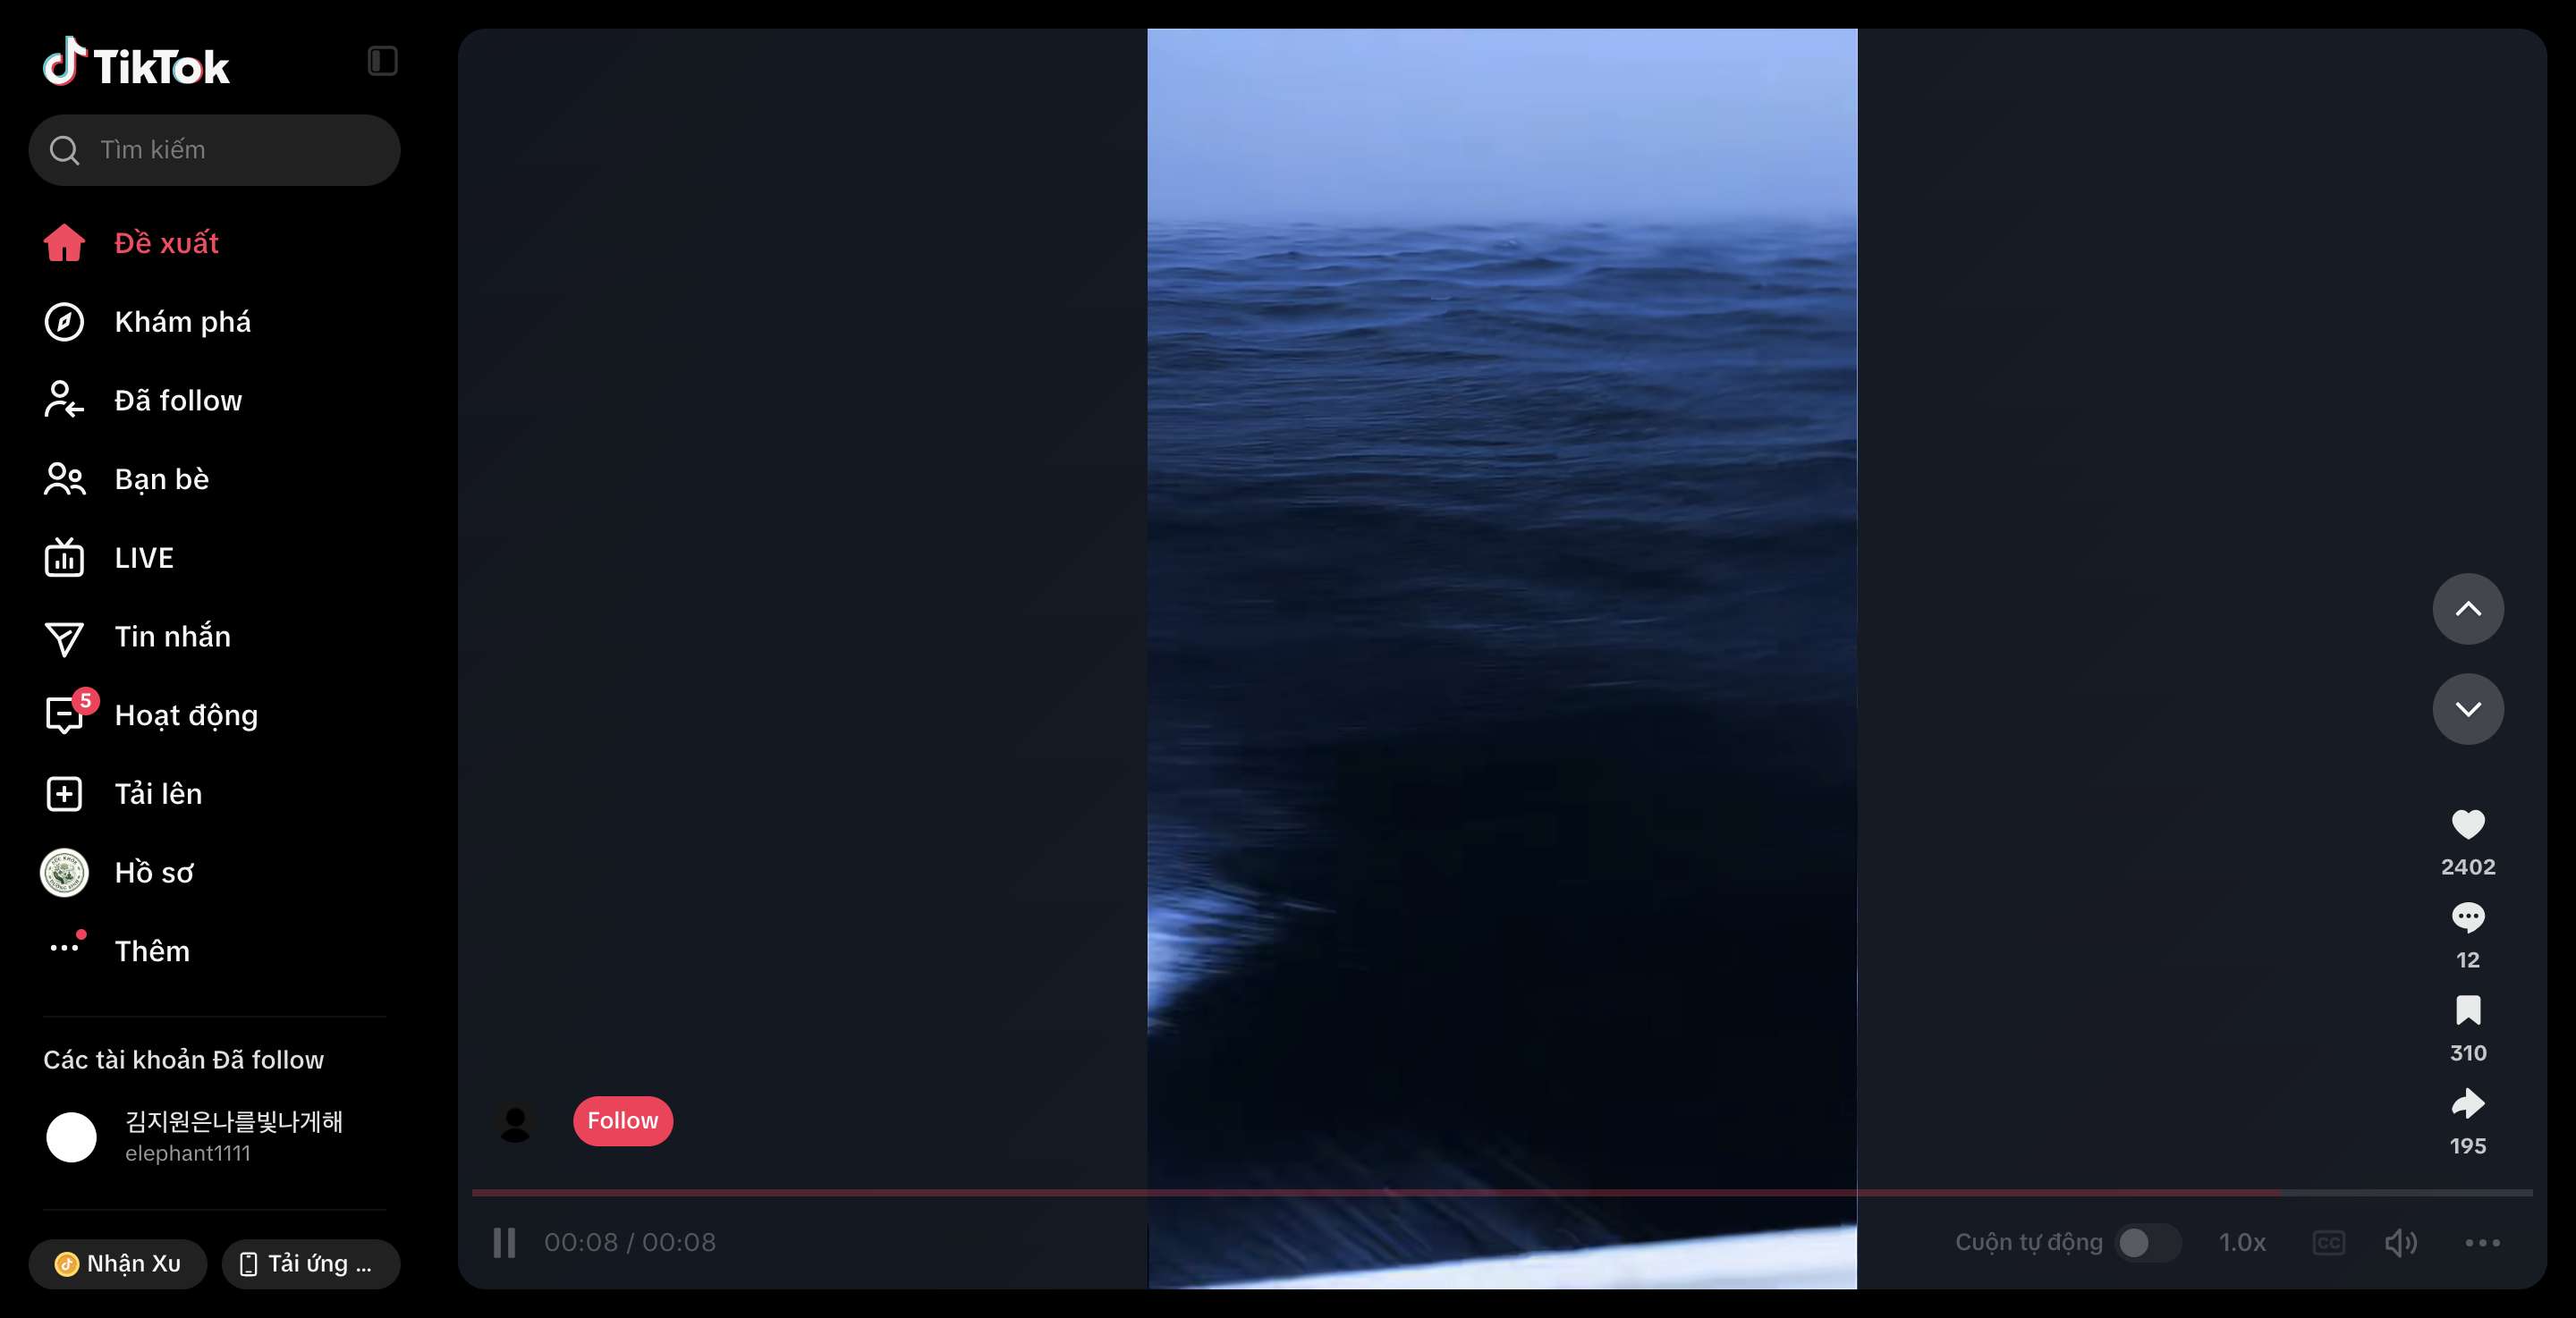 TikTok
Tìm kiếm
Đề xuất
Khám phá
Đã follow
Bạn bè
LIVE
Tin nhắn
5
Hoạt động
Tải lên
Hồ sơ
Thêm
Các tài khoản Đã follow
김지원은나를빛나게해
elephant1111
Nhận Xu
Tải ứng ...
Follow
00:08 / 00:08
2402
12
310
195
Cuộn tự động
1.0x
CC